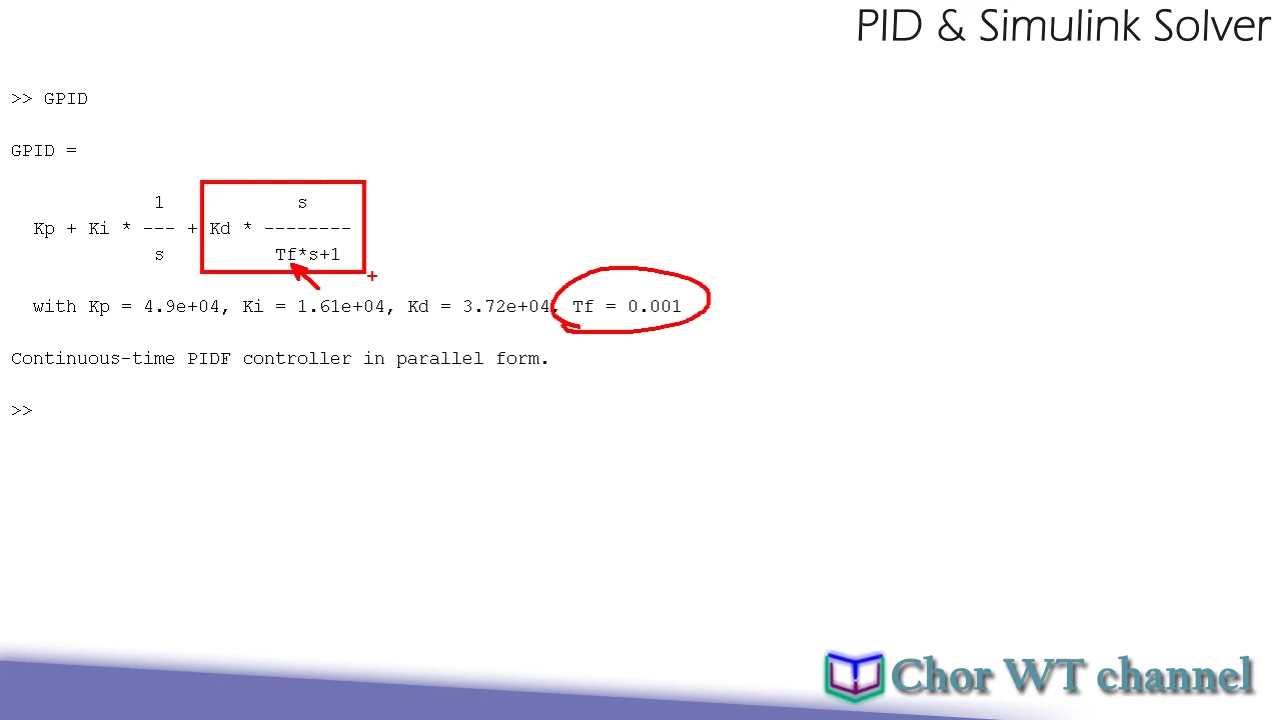 PID & Simulink Solver
>> GPID
GPID =
1 s
Kp + Ki * --- + Kd * --------
s Tf*s+1
with Kp = 4.9e+04, Ki = 1.61e+04, Kd = 3.72e+04, Tf = 0.001
Continuous-time PIDF controller in parallel form.
>>
Chor WT channel